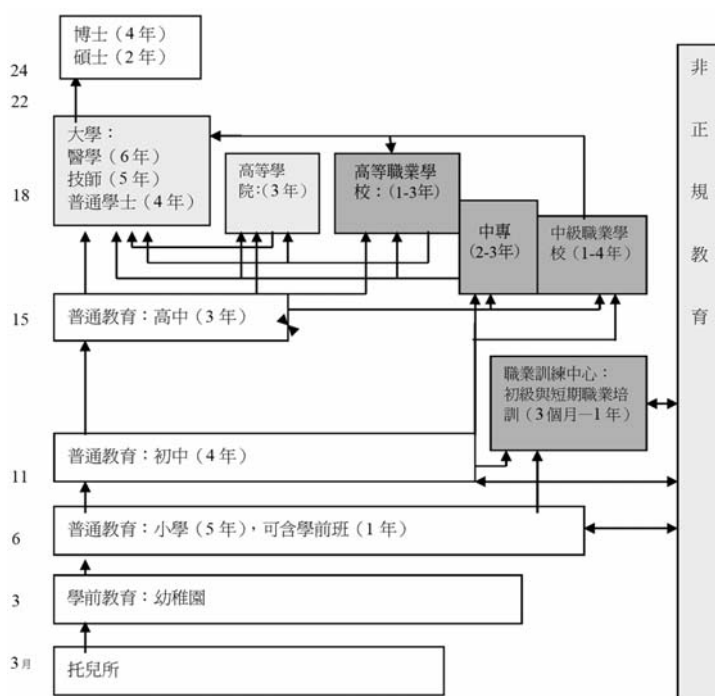 博士（4 年）
碩士（2 年）
24
22
大學：
醫學（6 年）
技師（5 年）
普通學士（4 年）
18
高等學
院：（3 年）
高等職業學
校：（1-3年）
中專
（2-3年）
中級職業學
校（1-4年）
普通教育：高中（3 年）
15
職業訓練中心：
初級與短期職業培
訓（3 個月—1 年）
普通教育：初中（4 年）
11
普通教育：小學（5 年），可含學前班（1 年）
6
學前教育：幼稚園
3
托兒所
3月
非
正
規
教
育